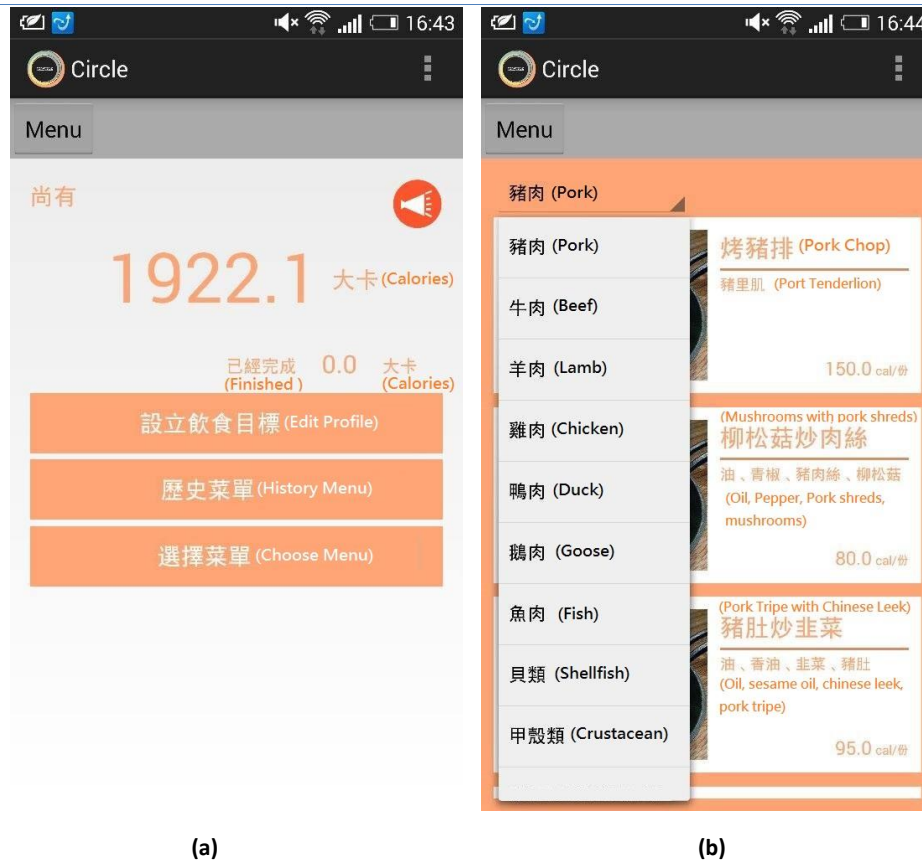 16:43
Circle
Menu
尚有
1922.1 大卡 (Calories)
已經完成 0.0 大卡
(Finished ) (Calories)
設立飲食目標 (Edit Profile)
歷史菜單 (History Menu)
選擇菜單 (Choose Menu)
(a)
16:44
Circle
Menu
豬肉 (Pork)
豬肉 (Pork)
牛肉 (Beef)
羊肉 (Lamb)
雞肉 (Chicken)
鴨肉 (Duck)
鵝肉 (Goose)
魚肉 (Fish)
貝類 (Shellfish)
甲殼類 (Crustacean)
烤豬排 (Pork Chop)
豬里肌 (Port Tenderlion)
150.0 cal/份
(Mushrooms with pork shreds)
柳松菇炒肉絲
油、青椒、豬肉絲、柳松菇
(Oil, Pepper, Pork shreds,
mushrooms)
80.0 cal/份
(Pork Tripe with Chinese Leek)
豬肚炒韭菜
油、香油、韭菜、豬肚
(Oil, sesame oil, chinese leek,
pork tripe)
95.0 cal/份
(b)